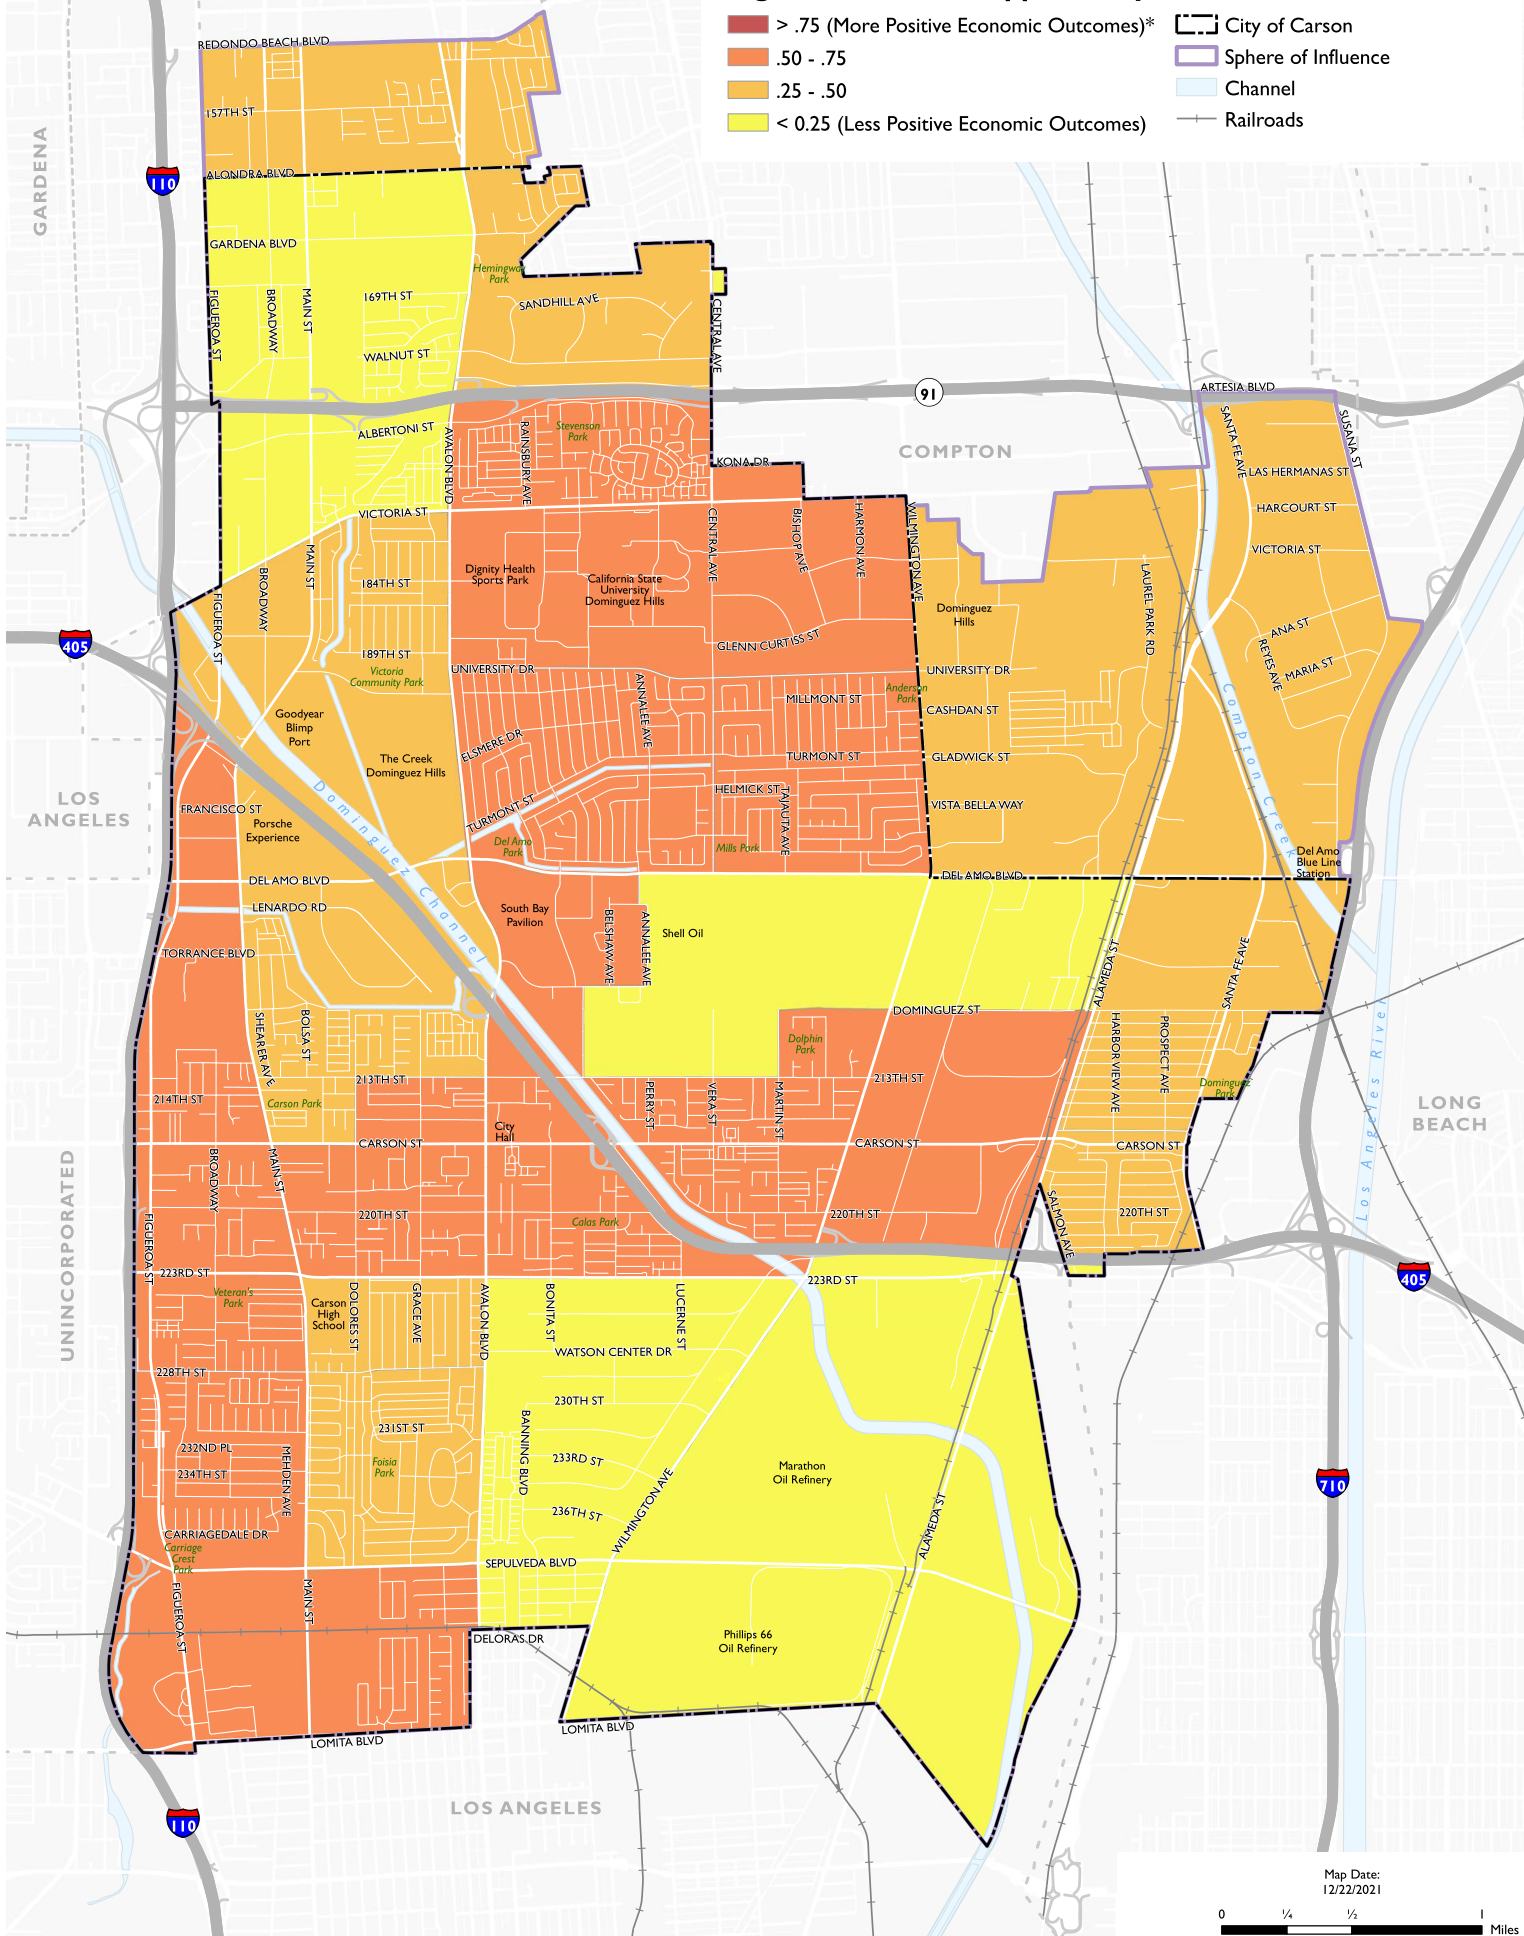 > .75 (More Positive Economic Outcomes)*
.50 - .75
.25 - .50
< 0.25 (Less Positive Economic Outcomes)
City of Carson
Sphere of Influence
Channel
Railroads
REDONDO BEACH BLVD
157TH ST
GARDENA
110
ALONDRA BLVD
GARDENA BLVD
Hemingway
Park
169TH ST
SANDHILL AVE
FIGUEROA ST
BROADWAY
MAIN ST
CENTRAL AVE
WALNUT ST
91
ARTESIA BLVD
ALBERTONI ST
AVALON BLVD
RAINSBURY AVE
Stevenson
Park
COMPTON
SANTA FE AVE
SUSANA ST
KONA DR
LAS HERMANAS ST
VICTORIA ST
HARCOURT ST
CENTRAL AVE
BISHOP AVE
HARMON AVE
WILMINGTON AVE
VICTORIA ST
MAIN ST
BROADWAY
FIGUEROA ST
184TH ST
Dignity Health
Sports Park
California State
University
Dominguez Hills
Dominguez
Hills
LAUREL PARK RD
405
189TH ST
GLENN CURTISS ST
ANA ST
REYES AVE
MARIA ST
Victoria
Community Park
UNIVERSITY DR
UNIVERSITY DR
ANNALEE AVE
MILLMONT ST
Anderson
Park
CASHDAN ST
Goodyear
Blimp
Port
ELSMERE DR
The Creek
Dominguez Hills
TURMONT ST
GLADWICK ST
Compton Creek
LOS
ANGELES
Dominguez Channel
FRANCISCO ST
Porsche
Experience
TURMONT ST
HELMICK ST
TAJAUTA AVE
VISTA BELLA WAY
Del Amo
Park
Mills Park
Del Amo
Blue Line
Station
DEL AMO BLVD
DEL AMO BLVD
LENARDO RD
South Bay
Pavilion
BELSHAW AVE
ANNALEE AVE
Shell Oil
TORRANCE BLVD
ALAMEDA ST
SANTA FE AVE
DOMINGUEZ ST
SHEARER AVE
BOLSA ST
Dolphin
Park
HARBOR VIEW AVE
PROSPECT AVE
Los Angeles River
213TH ST
213TH ST
Dominguez
Park
214TH ST
Carson Park
PERRY ST
VERA ST
MARTIN ST
LONG
BEACH
City
Hall
CARSON ST
CARSON ST
CARSON ST
UNINCORPORATED
BROADWAY
MAIN ST
FIGUEROA ST
220TH ST
Calas Park
220TH ST
SALMON AVE
220TH ST
223RD ST
223RD ST
405
Veteran's
Park
Carson
High
School
DOLORES ST
GRACE AVE
AVALON BLVD
BONITA ST
LUCERNE ST
WATSON CENTER DR
228TH ST
230TH ST
231ST ST
BANNING BLVD
232ND PL
234TH ST
MEHDEN AVE
Foisia
Park
233RD ST
Marathon
Oil Refinery
710
236TH ST
WILMINGTON AVE
ALAMEDA ST
CARRIAGEDALE DR
Carriage
Crest
Park
SEPULVEDA BLVD
FIGUEROA ST
MAIN ST
DELORAS DR
Phillips 66
Oil Refinery
LOMITA BLVD
LOMITA BLVD
LOS ANGELES
110
Map Date:
12/22/2021
0 1/4 1/2 1
Miles